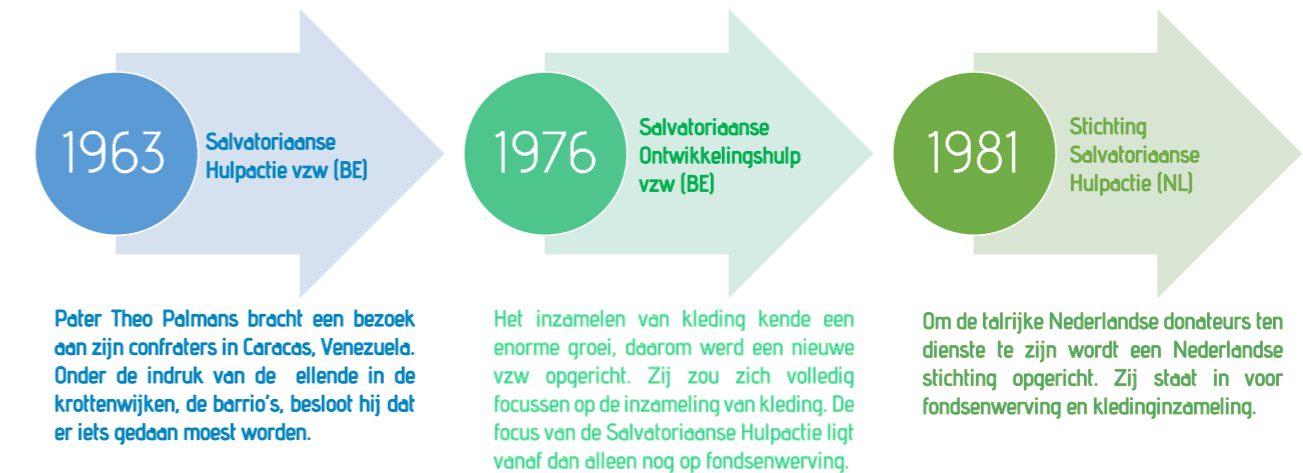 1963
Salvatoriaanse
Hulpactie vzw (BE)
Pater Theo Palmans bracht een bezoek
aan zijn confraters in Caracas, Venezuela.
Onder de indruk van de ellende in de
krottenwijken, de barrio's, besloot hij dat
er iets gedaan moest worden.
1976
Salvatoriaanse
Ontwikkelingshulp
vzw (BE)
Het inzamelen van kleding kende een
enorme groei, daarom werd een nieuwe
vzw opgericht. Zij zou zich volledig
focussen op de inzameling van kleding. De
focus van de Salvatoriaanse Hulpactie ligt
vanaf dan alleen nog op fondsenwerving.
1981
Stichting
Salvatoriaanse
Hulpactie (NL)
Om de talrijke Nederlandse donateurs ten
dienste te zijn wordt een Nederlandse
stichting opgericht. Zij staat in voor
fondsenwerving en kledinginzameling.